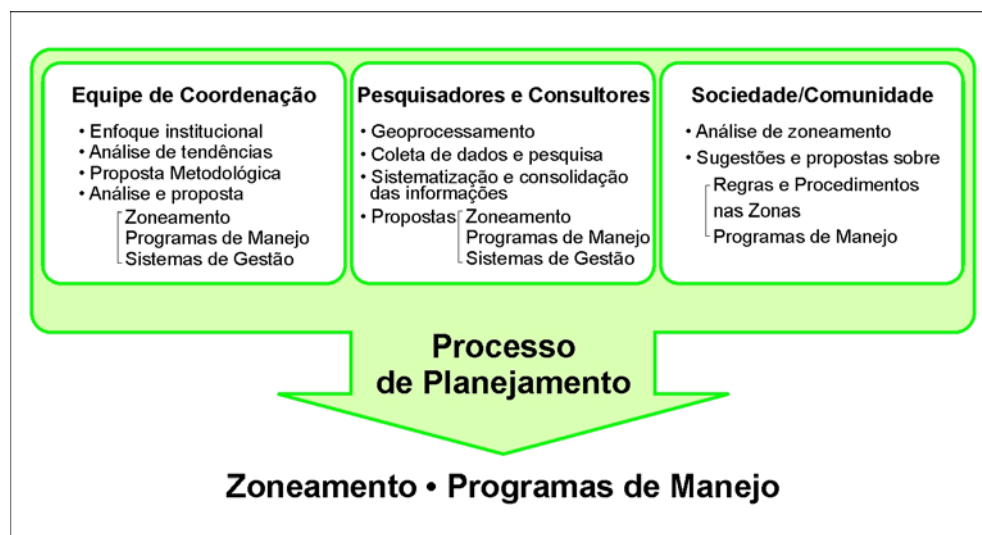 Equipe de Coordenação
• Enfoque institucional
• Análise de tendências
• Proposta Metodológica
• Análise e proposta
Zoneamento
Programas de Manejo
Sistemas de Gestão
Pesquisadores e Consultores
• Geoprocessamento
• Coleta de dados e pesquisa
• Sistematização e consolidação
das informações
• Propostas
Zoneamento
Programas de Manejo
Sistemas de Gestão
Sociedade/Comunidade
• Análise de zoneamento
• Sugestões e propostas sobre
Regras e Procedimentos
nas Zonas
Programas de Manejo
Processo
de Planejamento
Zoneamento • Programas de Manejo